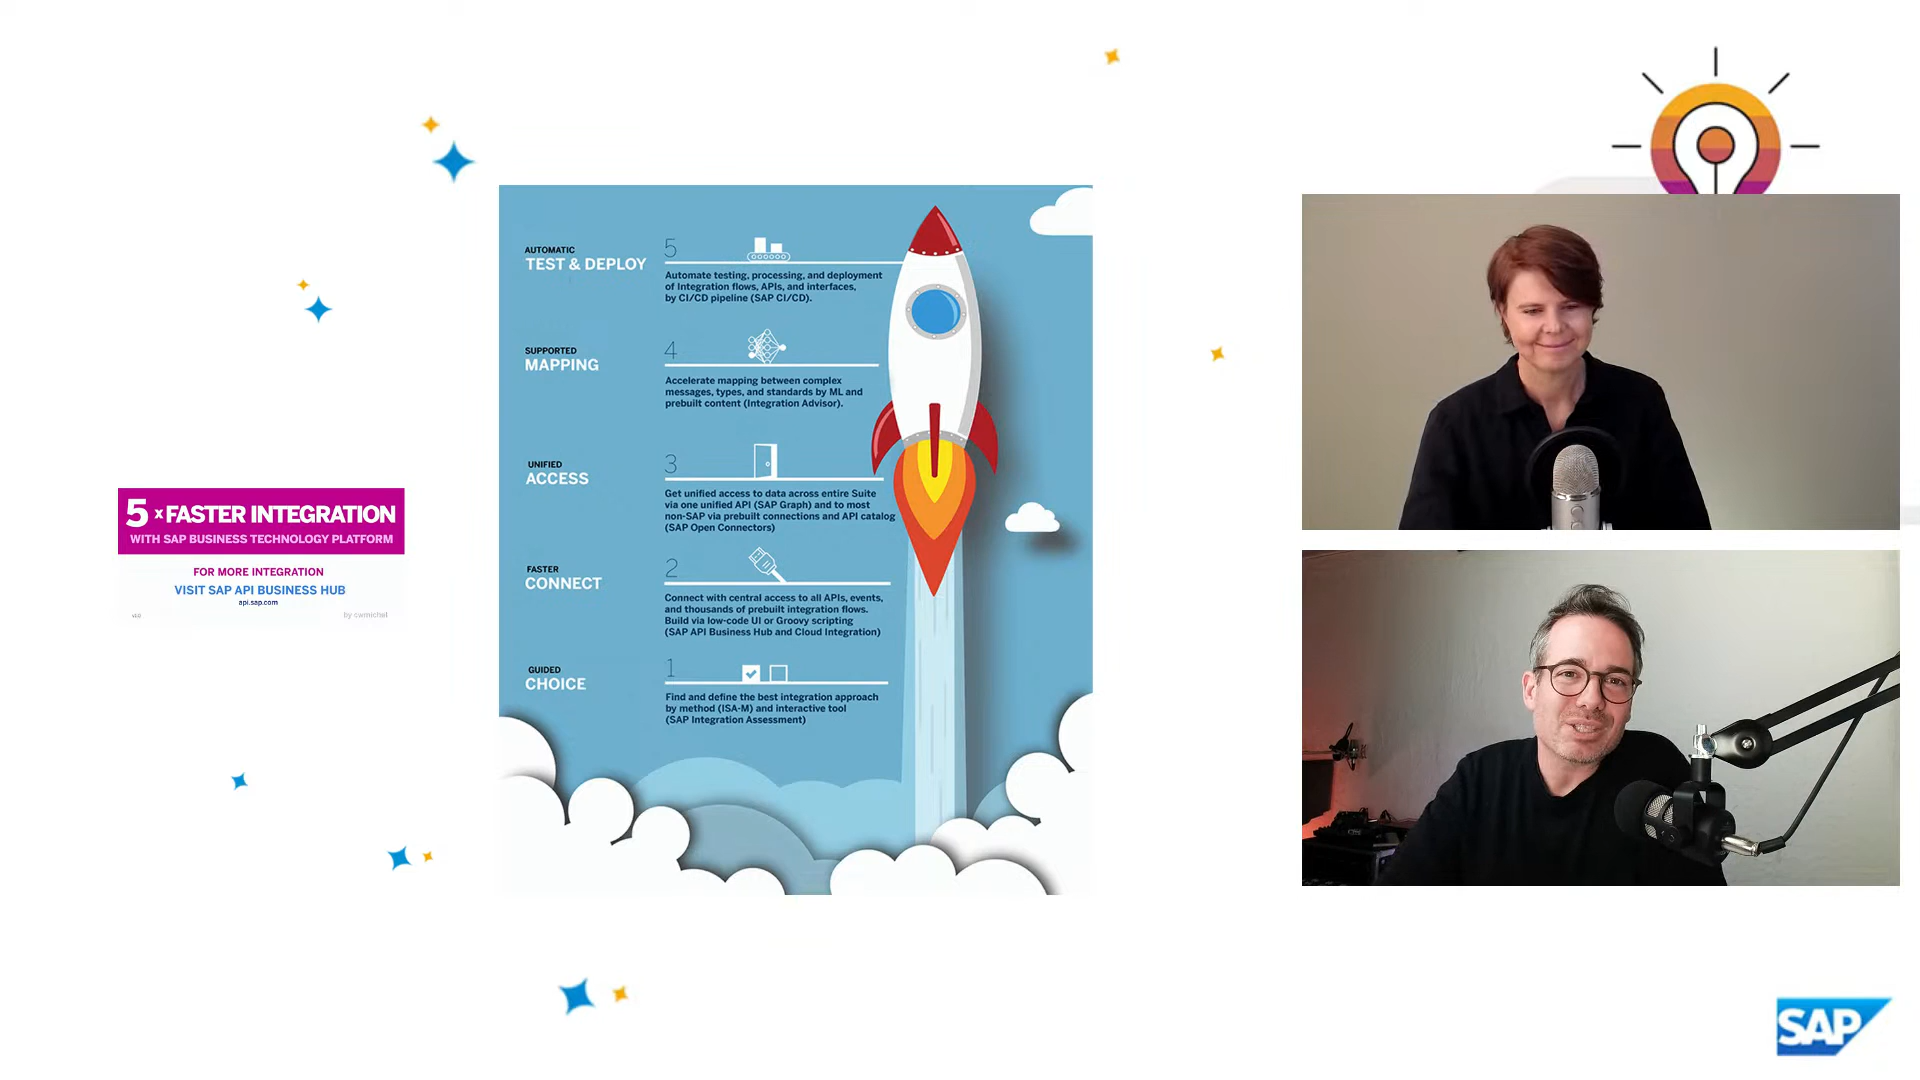 5 x FASTER INTEGRATION
WITH SAP BUSINESS TECHNOLOGY PLATFORM
FOR MORE INTEGRATION
VISIT SAP API BUSINESS HUB
api.sap.com
by cwmichel
AUTOMATIC
TEST & DEPLOY
5
Automate testing, processing, and deployment
of Integration flows, APIs, and interfaces,
by CI/CD pipeline (SAP CI/CD).
SUPPORTED
MAPPING
4
Accelerate mapping between complex
messages, types, and standards by ML and
prebuilt content (Integration Advisor).
UNIFIED
ACCESS
3
Get unified access to data across entire Suite
via one unified API (SAP Graph) and to most
non-SAP via prebuilt connections and API catalog
(SAP Open Connectors)
FASTER
CONNECT
2
Connect with central access to all APIs, events,
and thousands of prebuilt integration flows.
Build via low-code UI or Groovy scripting
(SAP API Business Hub and Cloud Integration)
GUIDED
CHOICE
1
Find and define the best integration approach
by method (ISA-M) and interactive tool
(SAP Integration Assessment)
SAP